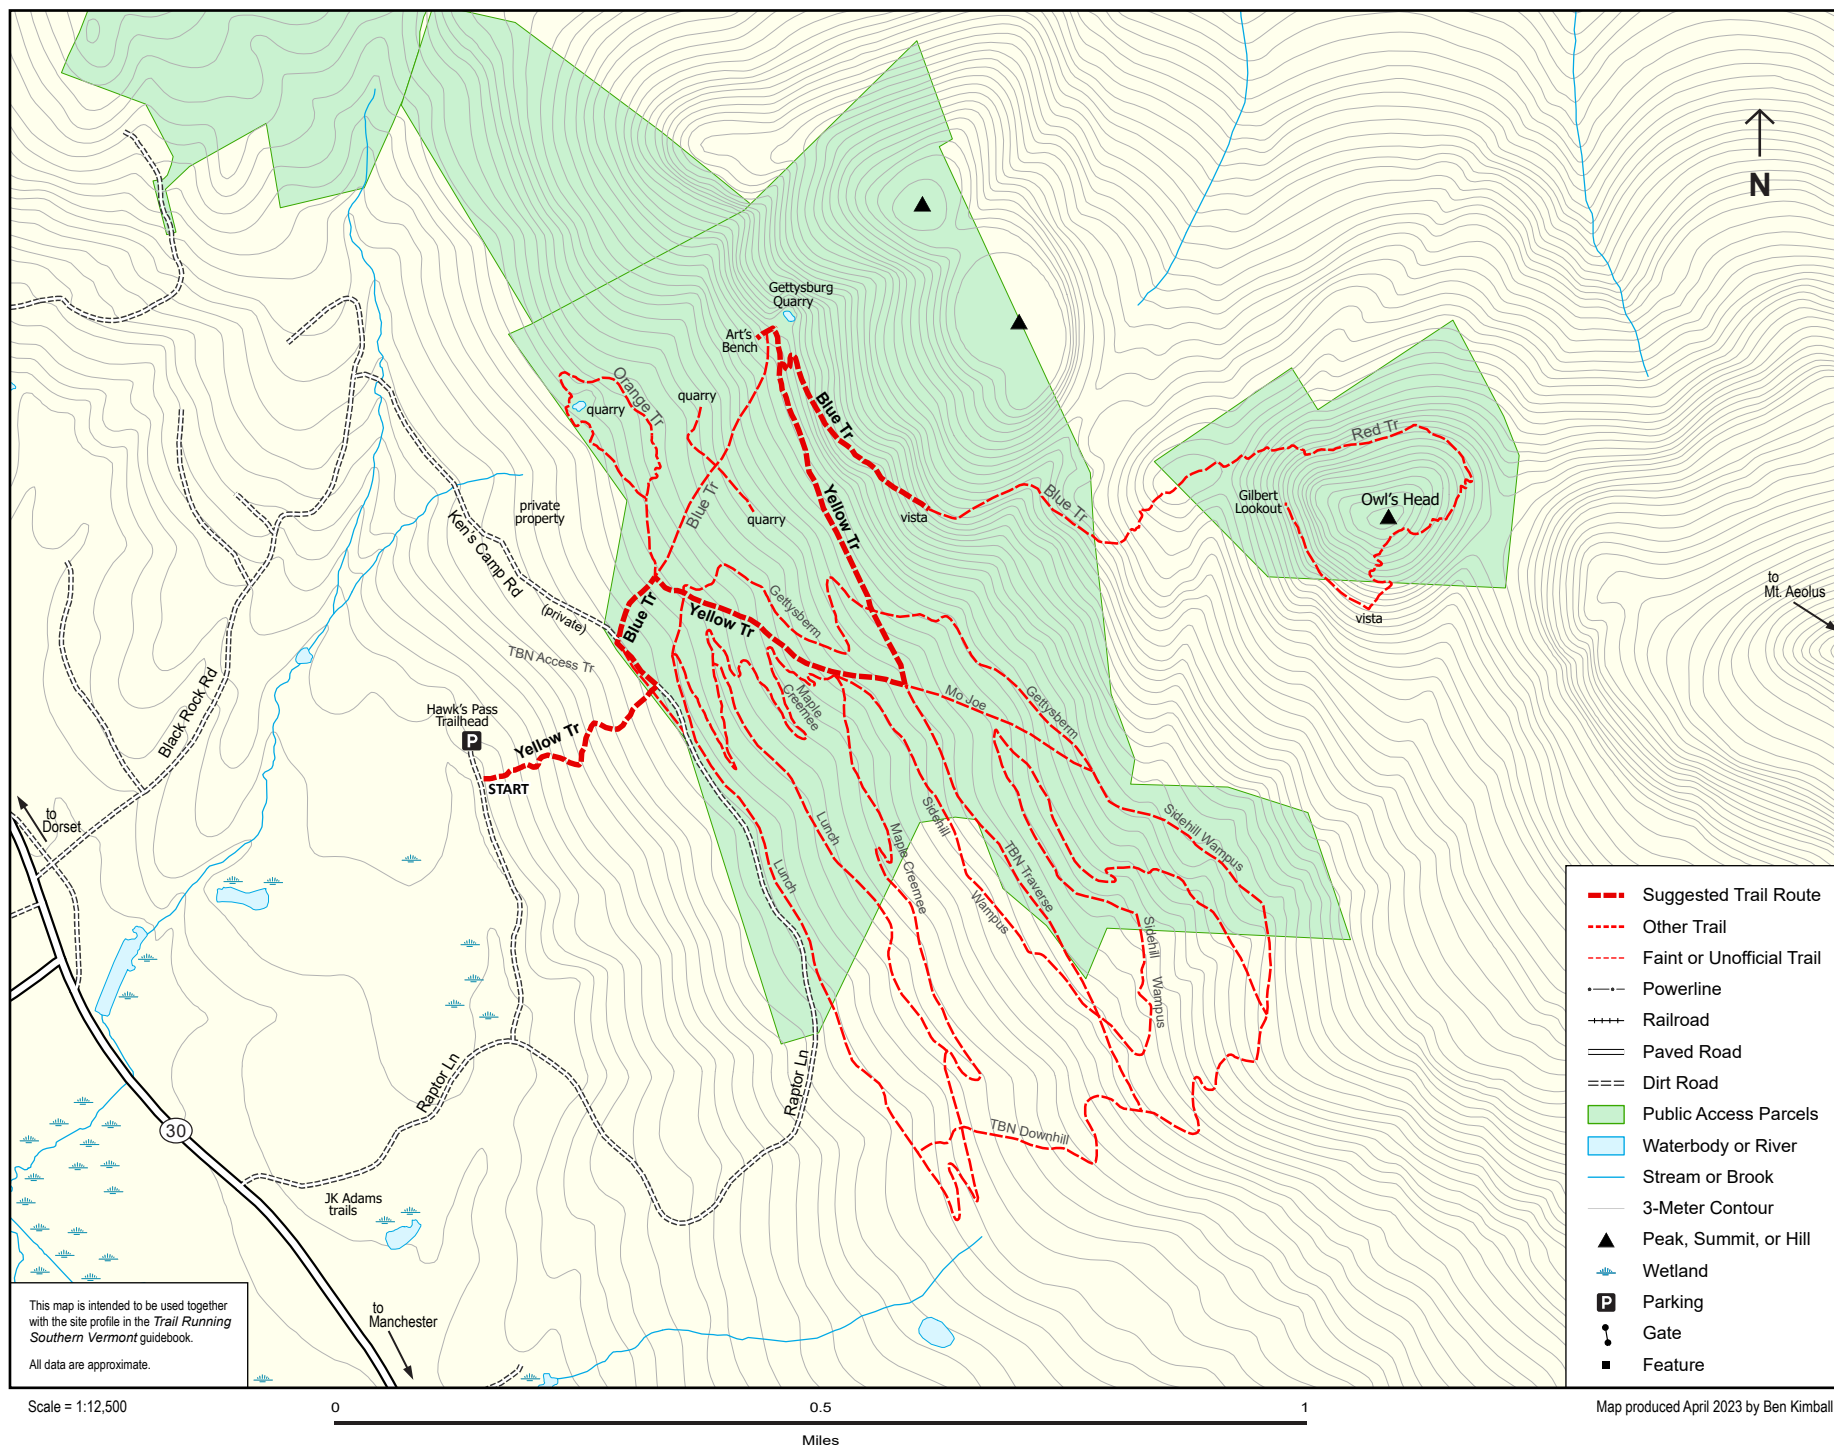 N
Gettysburg
Quarry
Art's
Bench
Orange Tr
quarry
quarry
Blue Tr
Red Tr
Gilbert
Lookout
Owl's Head
Blue Tr
vista
Yellow Tr
Blue Tr
quarry
private
property
Ken's Camp Rd
(private)
to
Mt. Aeolus
vista
Gettysberm
Blue Tr
Yellow Tr
TBN Access Tr
Maple
Creemee
Mo Joe
Gettysberm
Black Rock Rd
Hawk's Pass
Trailhead
P
Yellow Tr
START
to
Dorset
Lunch
Lunch
Maple Creemee
Sidehill
Wampus
TBN Traverse
Sidehill Wampus
Sidehill
Wampus
Raptor Ln
Raptor Ln
TBN Downhill
30
JK Adams
trails
to
Manchester
Suggested Trail Route
Other Trail
Faint or Unofficial Trail
Powerline
Railroad
Paved Road
Dirt Road
Public Access Parcels
Waterbody or River
Stream or Brook
3-Meter Contour
Peak, Summit, or Hill
Wetland
P Parking
Gate
Feature
This map is intended to be used together
with the site profile in the Trail Running
Southern Vermont guidebook.
All data are approximate.
Scale = 1:12,500
0 0.5 1
Miles
Map produced April 2023 by Ben Kimball